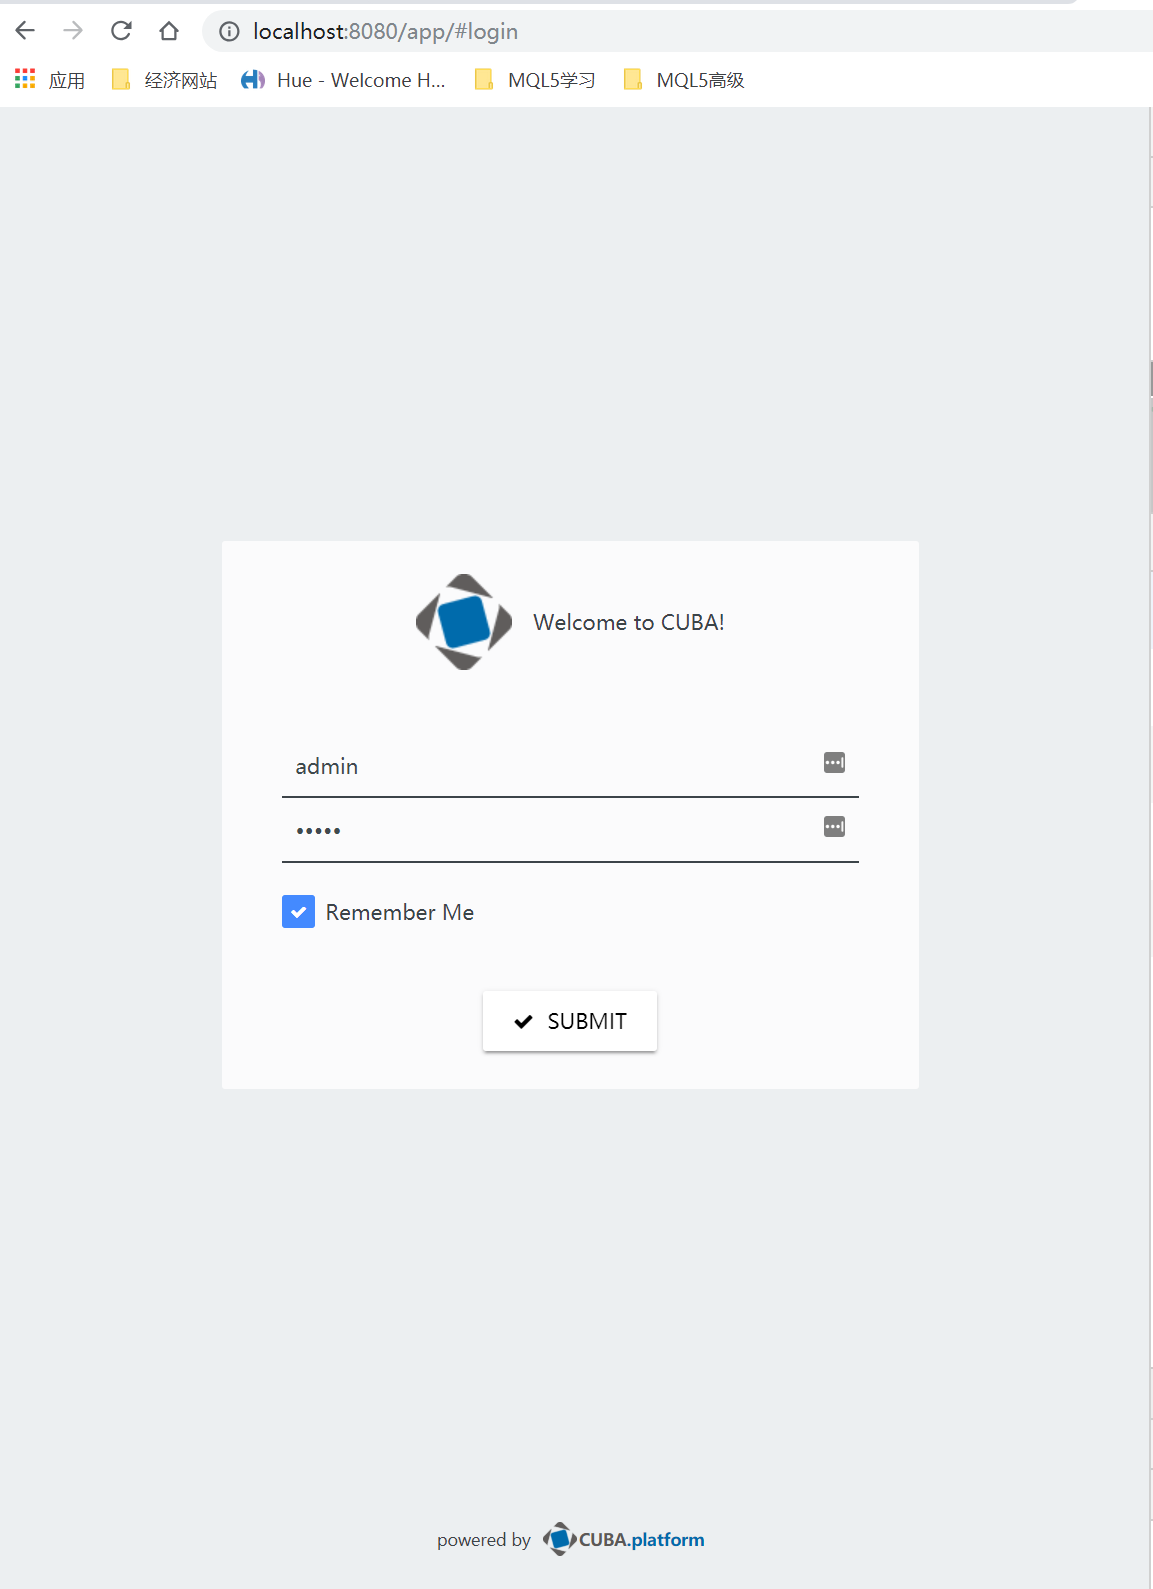 localhost:8080/app/#login
应用 经济网站 Hue - Welcome H... MQL5学习 MQL5高级
Welcome to CUBA!
admin
•••••
Remember Me
SUBMIT
powered by CUBA.platform